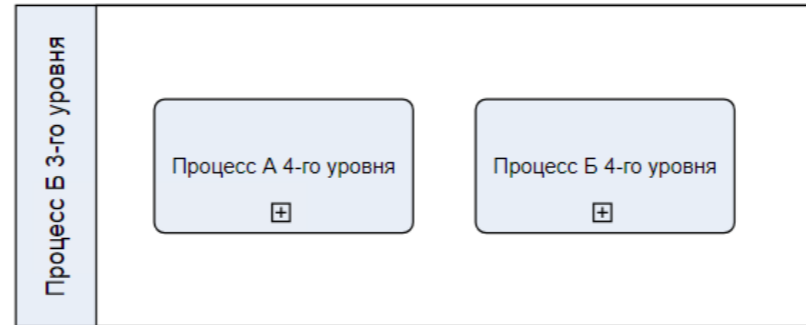 Процесс Б 3-го уровня
Процесс А 4-го уровня
Процесс Б 4-го уровня